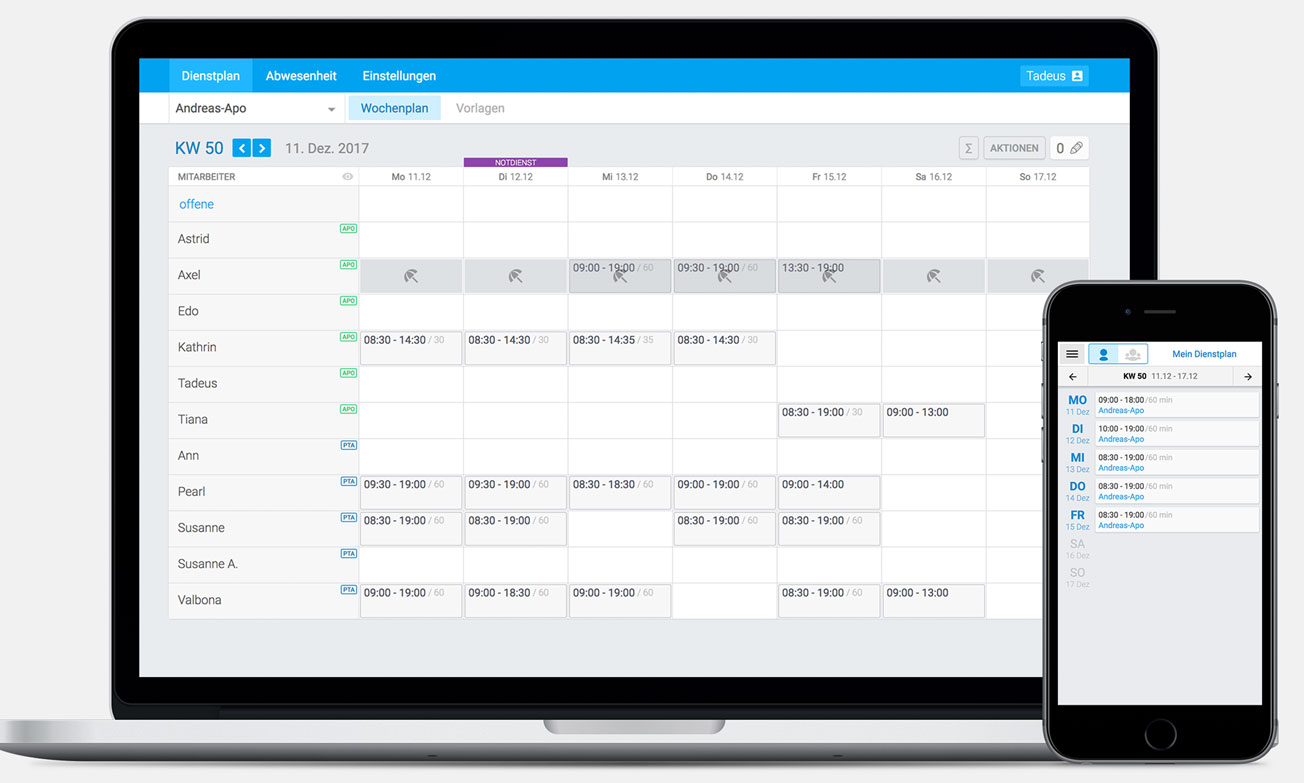 Dienstplan Abwesenheit Einstellungen Tadeus
Andreas-Apo Wochenplan Vorlagen
KW 50 11. Dez. 2017 Σ AKTIONEN 0
NOTDIENST
MITARBEITER Mo 11.12 Di 12.12 Mi 13.12 Do 14.12 Fr 15.12 Sa 16.12 So 17.12
offene
Astrid APO
Axel APO 09:00 - 19:00 / 60 09:30 - 19:00 / 60 13:30 - 19:00
Edo APO
Kathrin APO 08:30 - 14:30 / 30 08:30 - 14:30 / 30 08:30 - 14:35 / 35 08:30 - 14:30 / 30
Tadeus APO
Tiana APO 08:30 - 19:00 / 30 09:00 - 13:00
Ann PTA
Pearl PTA 09:30 - 19:00 / 60 09:30 - 19:00 / 60 08:30 - 18:30 / 60 09:00 - 19:00 / 60 09:00 - 14:00
Susanne PTA 08:30 - 19:00 / 60 08:30 - 19:00 / 60 08:30 - 19:00 / 60 08:30 - 19:00 / 60
Susanne A. PTA
Valbona PTA 09:00 - 19:00 / 60 09:00 - 18:30 / 60 09:00 - 19:00 / 60 08:30 - 19:00 / 60 09:00 - 13:00
Mein Dienstplan
KW 50 11.12 - 17.12
MO 09:00 - 18:00/60 min
11 Dez Andreas-Apo
DI 10:00 - 19:00/60 min
12 Dez Andreas-Apo
MI 08:30 - 19:00/60 min
13 Dez Andreas-Apo
DO 08:30 - 19:00/60 min
14 Dez Andreas-Apo
FR 08:30 - 19:00/60 min
15 Dez Andreas-Apo
SA
16 Dez
SO
17 Dez